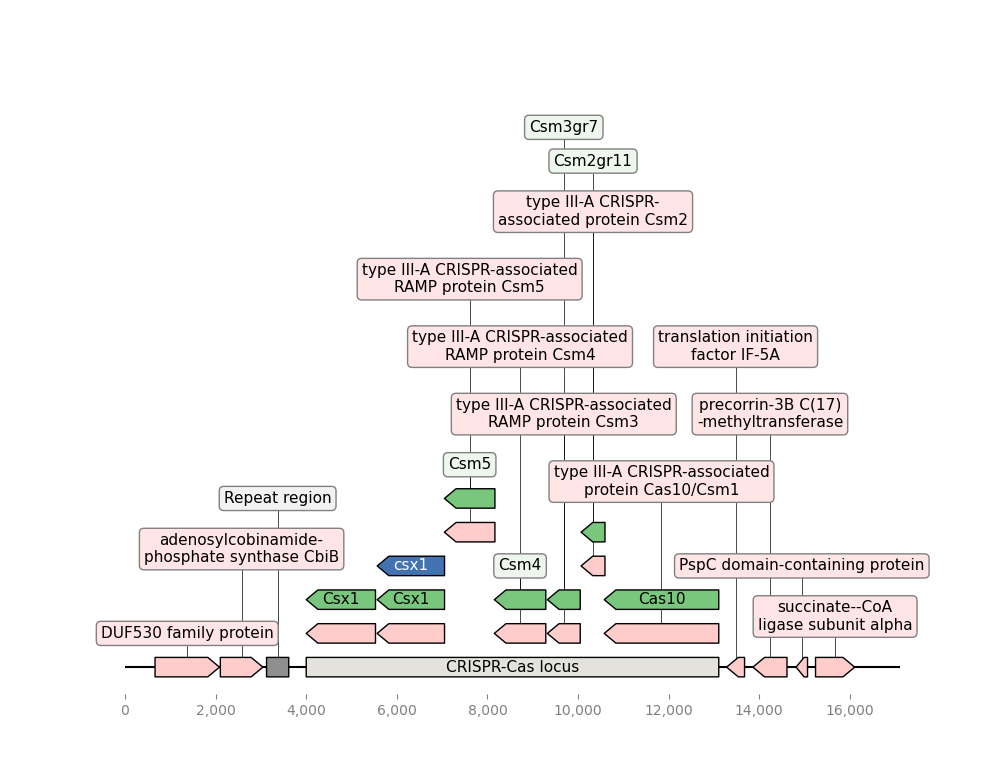 Csm3gr7
Csm2gr11
type III-A CRISPR-
associated protein Csm2
type III-A CRISPR-associated
RAMP protein Csm5
type III-A CRISPR-associated
RAMP protein Csm4
translation initiation
factor IF-5A
type III-A CRISPR-associated
RAMP protein Csm3
precorrin-3B C(17)
-methyltransferase
Csm5
type III-A CRISPR-associated
protein Cas10/Csm1
Repeat region
adenosylcobinamide-
phosphate synthase CbiB
csx1
Csm4
PspC domain-containing protein
Csx1
Csx1
Cas10
succinate--CoA
ligase subunit alpha
DUF530 family protein
CRISPR-Cas locus
0
2,000
4,000
6,000
8,000
10,000
12,000
14,000
16,000